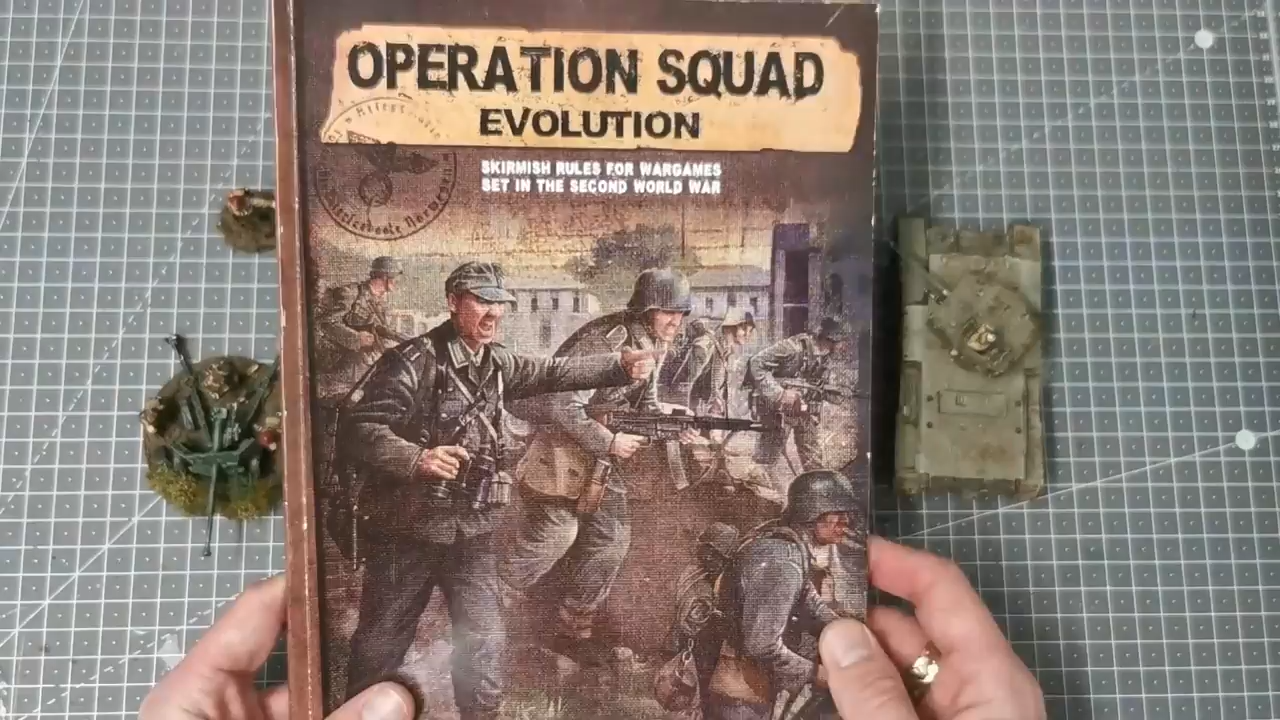 OPERATION SQUAD
EVOLUTION
SKIRMISH RULES FOR WARGAMES
SET IN THE SECOND WORLD WAR